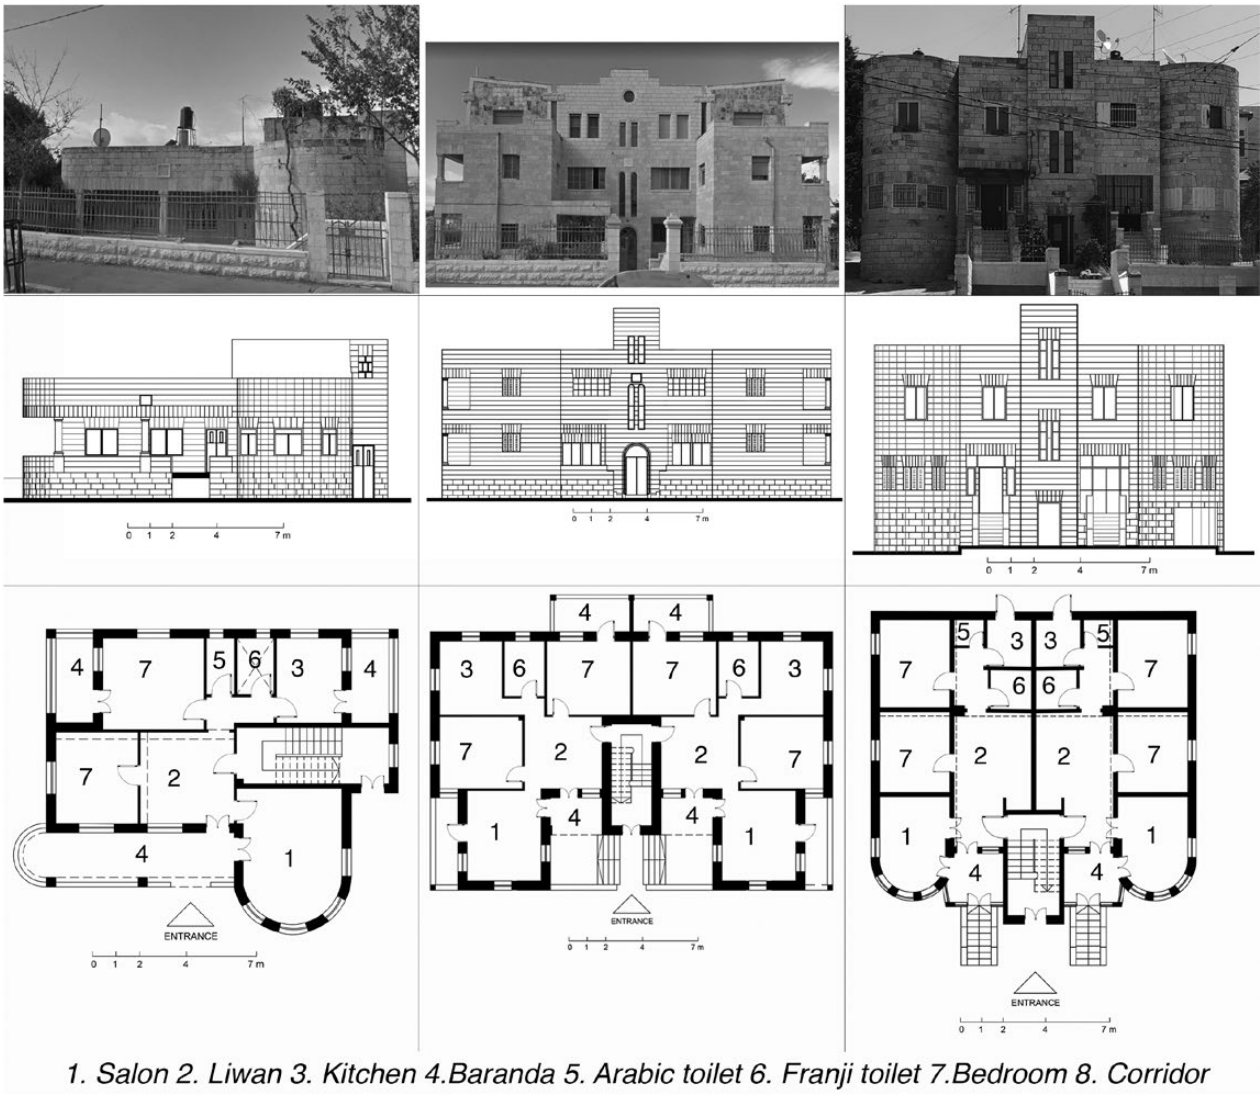 0 1 2 4 7 m
0 1 2 4 7 m
0 1 2 4 7 m
4 7 5 6 3 4
7 2
4 1
ENTRANCE
0 1 2 4 7 m
4 4
3 6 7 7 6 3
7 2 2 7
1 4 4 1
ENTRANCE
0 1 2 4 7 m
5 3 3 5
7 6 6 7
7 2 2 7
1 4 4 1
ENTRANCE
0 1 2 4 7 m
1. Salon 2. Liwan 3. Kitchen 4.Baranda 5. Arabic toilet 6. Franji toilet 7.Bedroom 8. Corridor